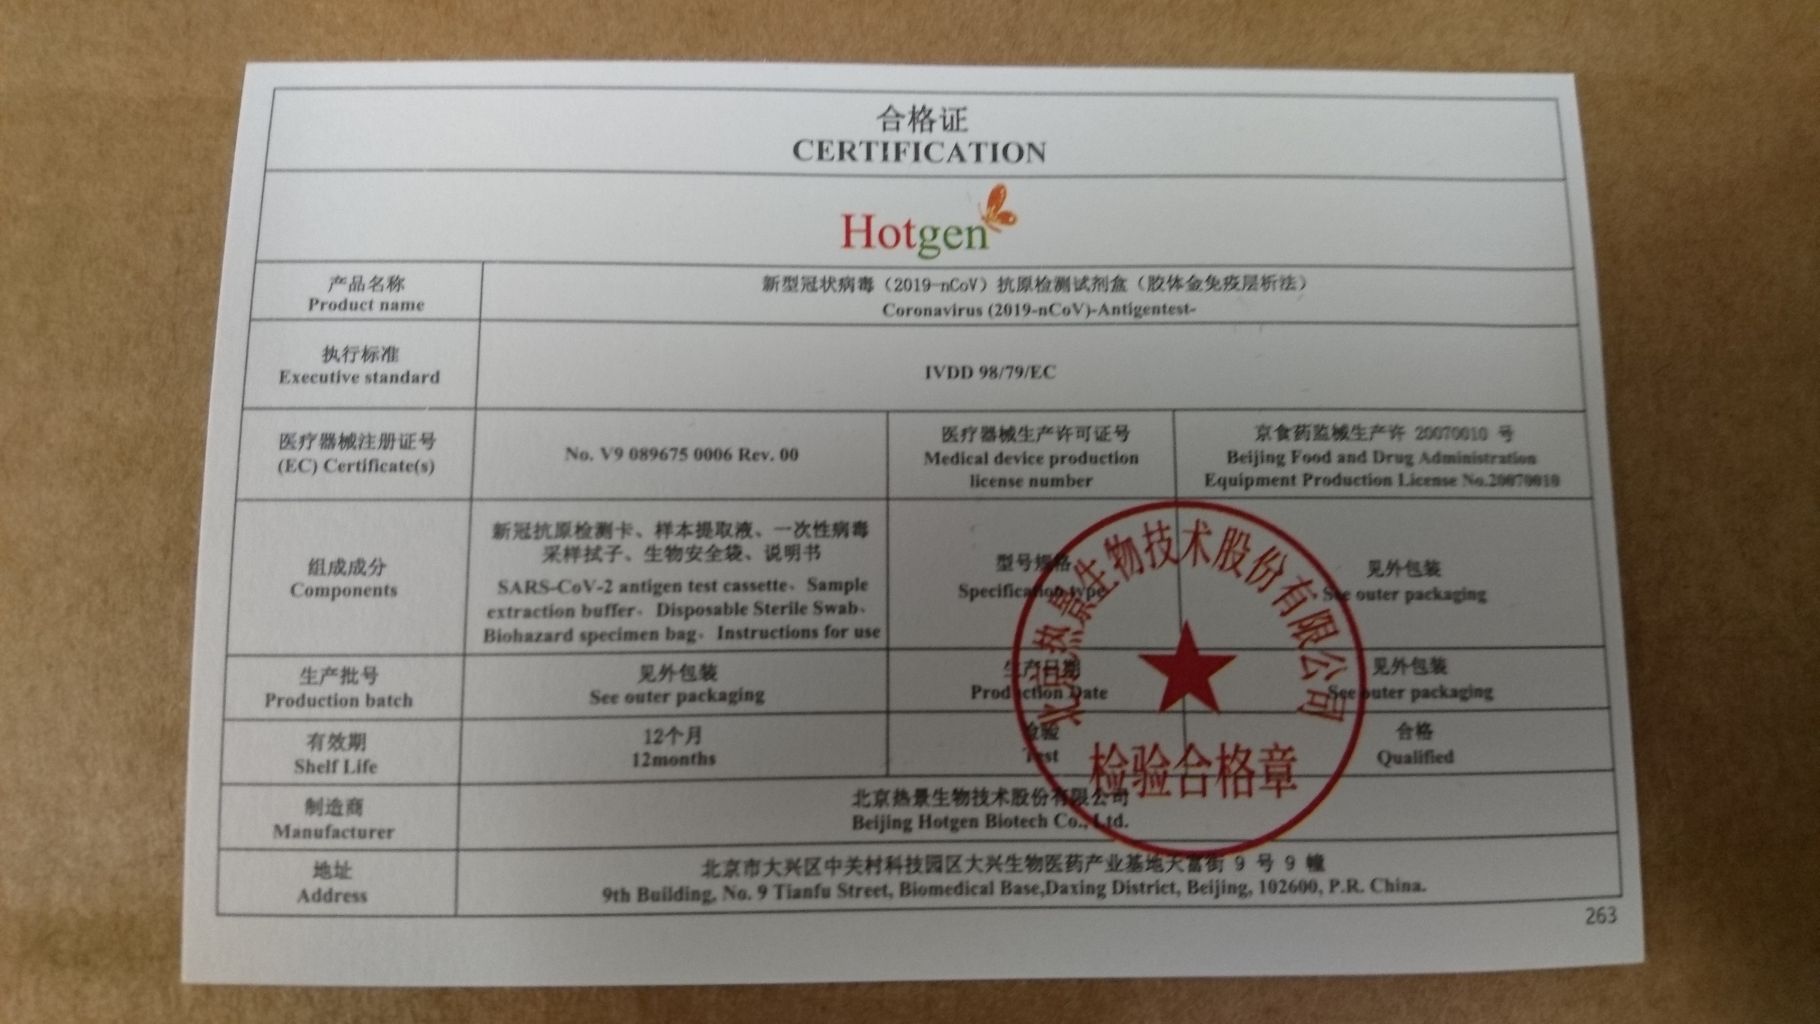 合格证
CERTIFICATION
Hotgen
产品名称
Product name
新型冠状病毒（2019-nCoV）抗原检测试剂盒（胶体金免疫层析法）
Coronavirus (2019-nCoV)-Antigentest-
执行标准
Executive standard
IVDD 98/79/EC
医疗器械注册证号
(EC) Certificate(s)
No. V9 089675 0006 Rev. 00
医疗器械生产许可证号
Medical device production
license number
京食药监械生产许 20070010 号
Beijing Food and Drug Administration
Equipment Production License No.20070010
组成成分
Components
新冠抗原检测卡、样本提取液、一次性病毒
采样拭子、生物安全袋、说明书
SARS-CoV-2 antigen test cassette、Sample
extraction buffer、Disposable Sterile Swab、
Biohazard specimen bag、Instructions for use
型号规格
Specification type
见外包装
See outer packaging
生产批号
Production batch
见外包装
See outer packaging
生产日期
Production Date
见外包装
See outer packaging
有效期
Shelf Life
12个月
12months
检验
Test
合格
Qualified
北京热景生物技术股份有限公司
检验合格章
制造商
Manufacturer
北京热景生物技术股份有限公司
Beijing Hotgen Biotech Co., Ltd.
地址
Address
北京市大兴区中关村科技园区大兴生物医药产业基地天富街 9 号 9 幢
9th Building, No. 9 Tianfu Street, Biomedical Base,Daxing District, Beijing, 102600, P.R. China.
263